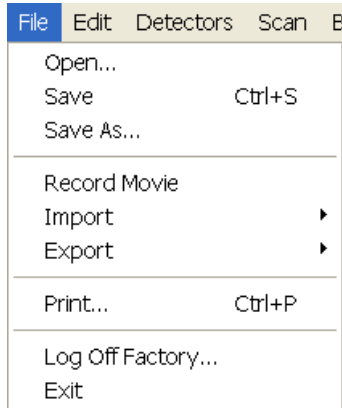 File Edit Detectors Scan
Open...
Save Ctrl+S
Save As...
Record Movie
Import
Export
Print... Ctrl+P
Log Off Factory...
Exit